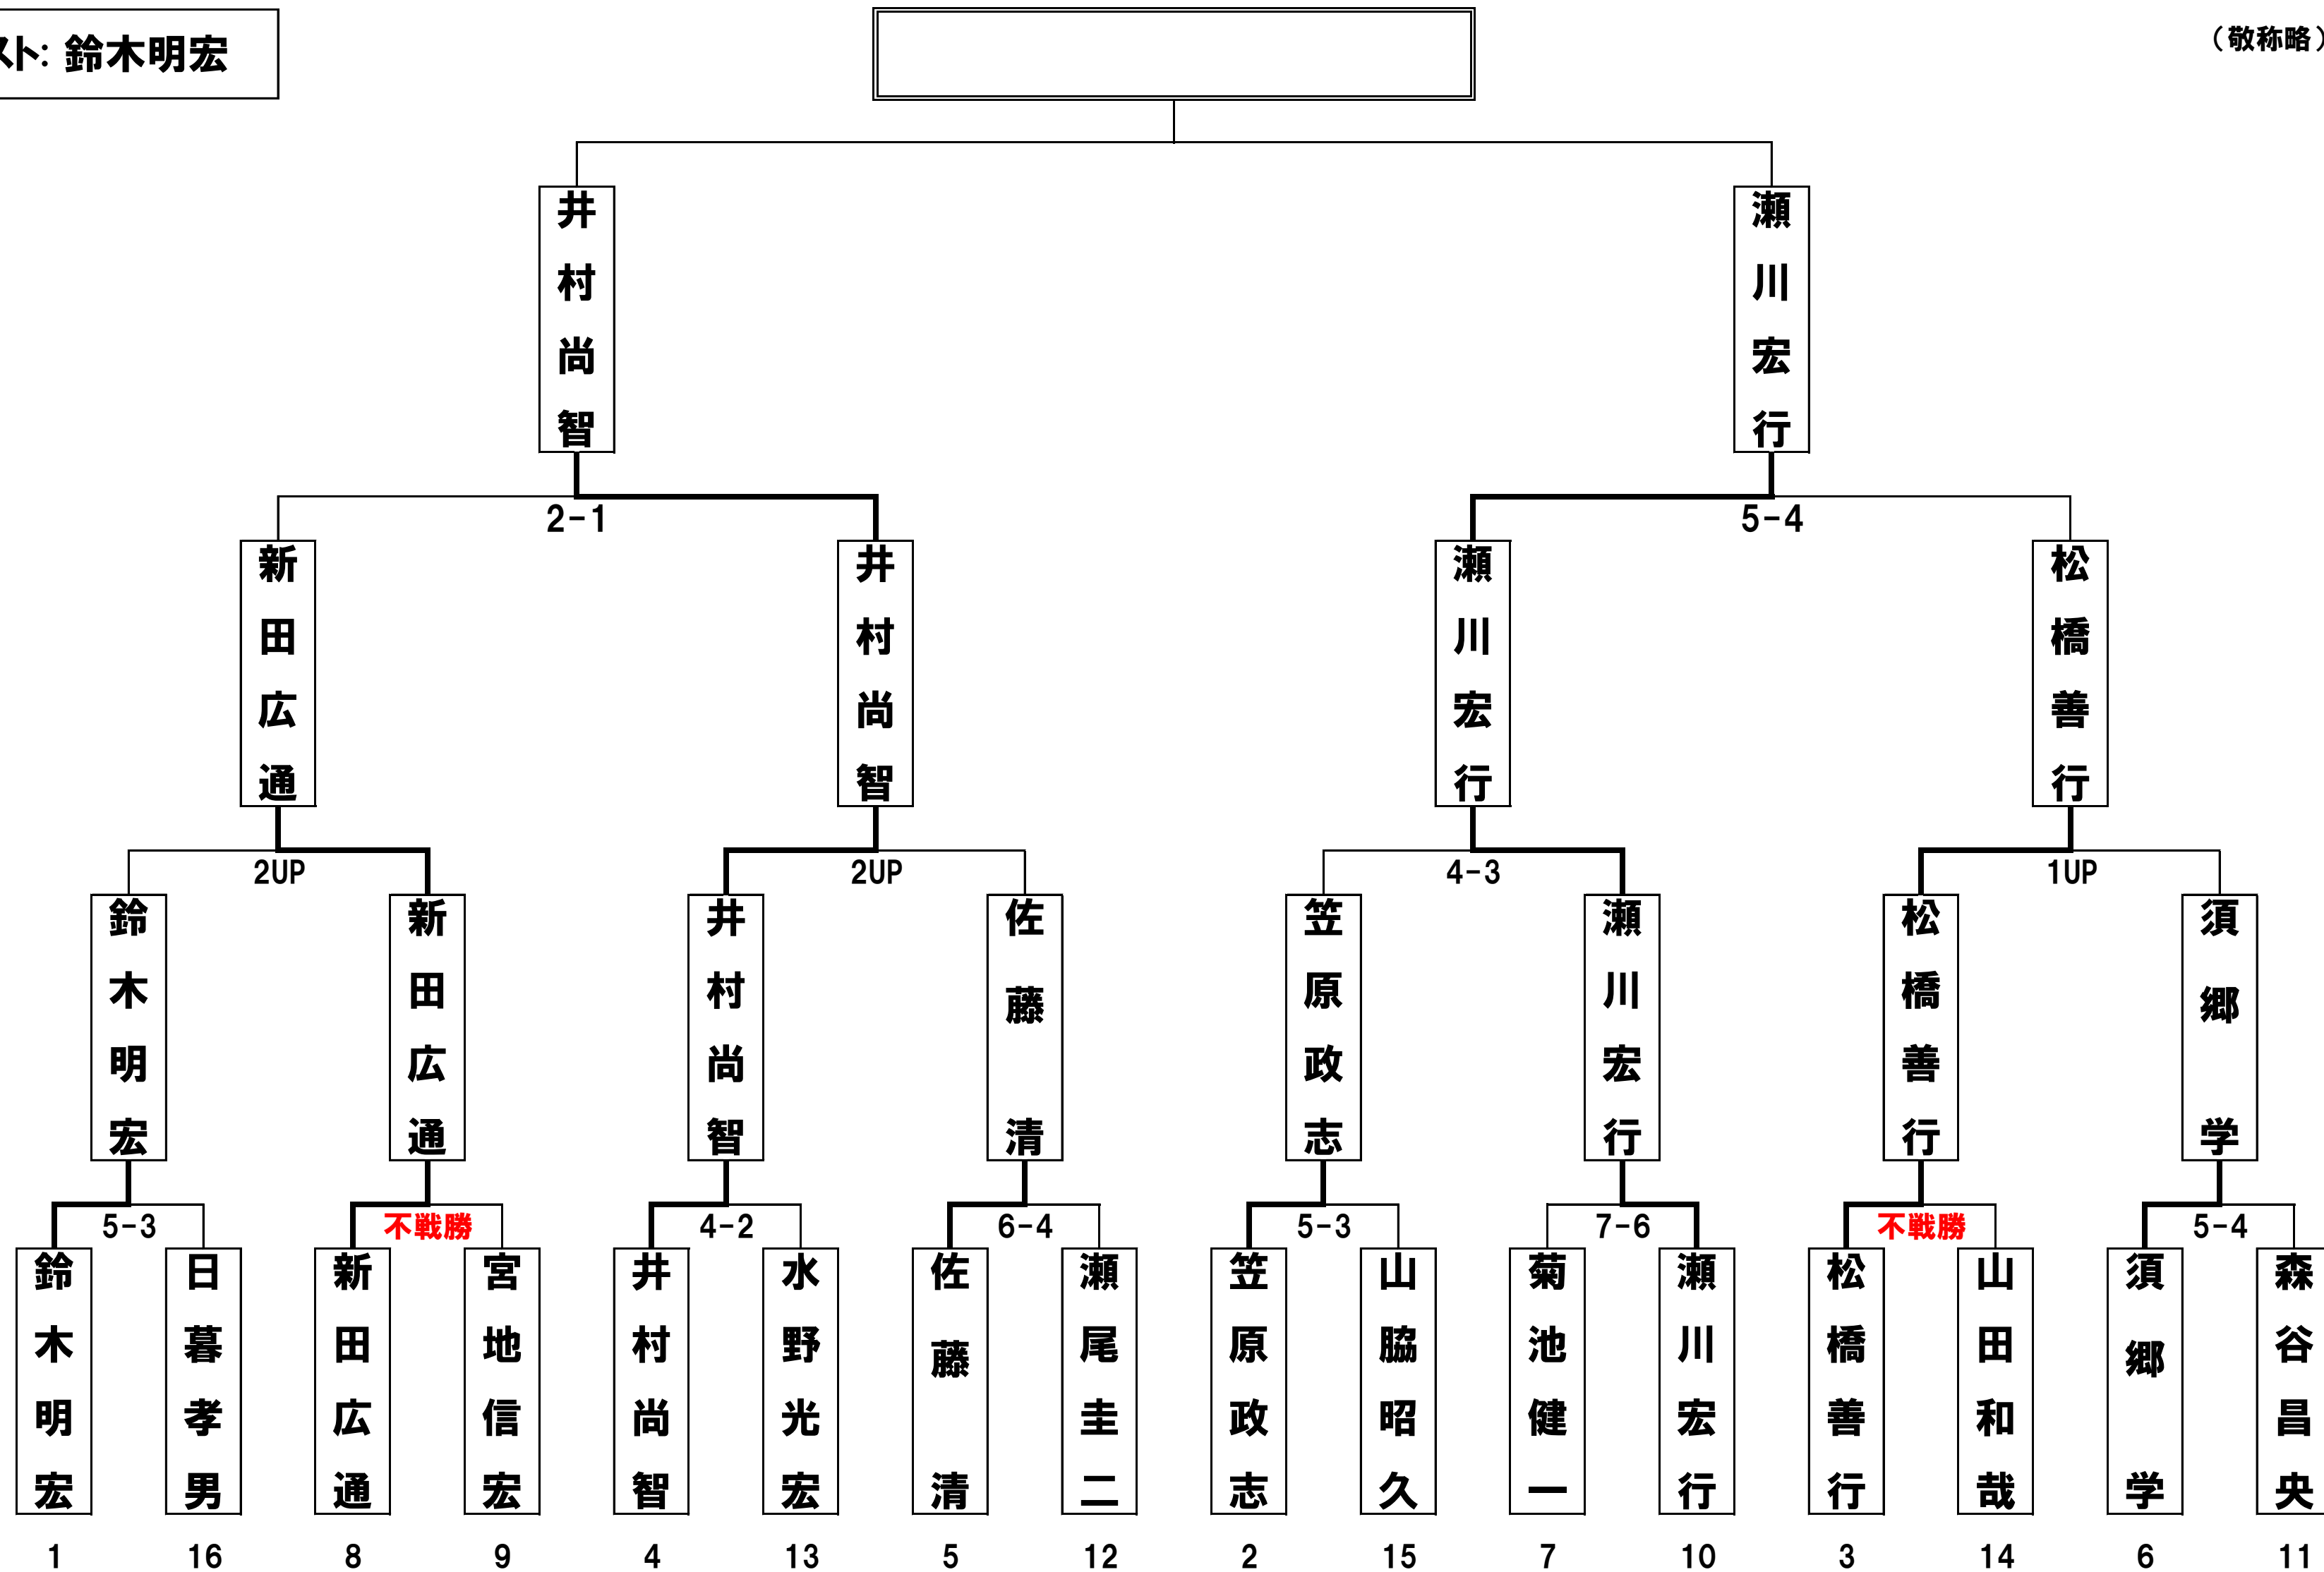 スト: 鈴木明宏
（敬称略）
井村尚智
瀬川宏行
2-1
5-4
新田広通
井村尚智
瀬川宏行
松橋善行
2UP
2UP
4-3
1UP
鈴木明宏
新田広通
井村尚智
佐藤清
笠原政志
瀬川宏行
松橋善行
須郷学
5-3
不戦勝
4-2
6-4
5-3
7-6
不戦勝
5-4
鈴木明宏
日暮孝男
新田広通
宮地信宏
井村尚智
水野光宏
佐藤清
瀬尾圭二
笠原政志
山脇昭久
菊池健一
瀬川宏行
松橋善行
山田和哉
須郷学
森谷昌央
1
16
8
9
4
13
5
12
2
15
7
10
3
14
6
11